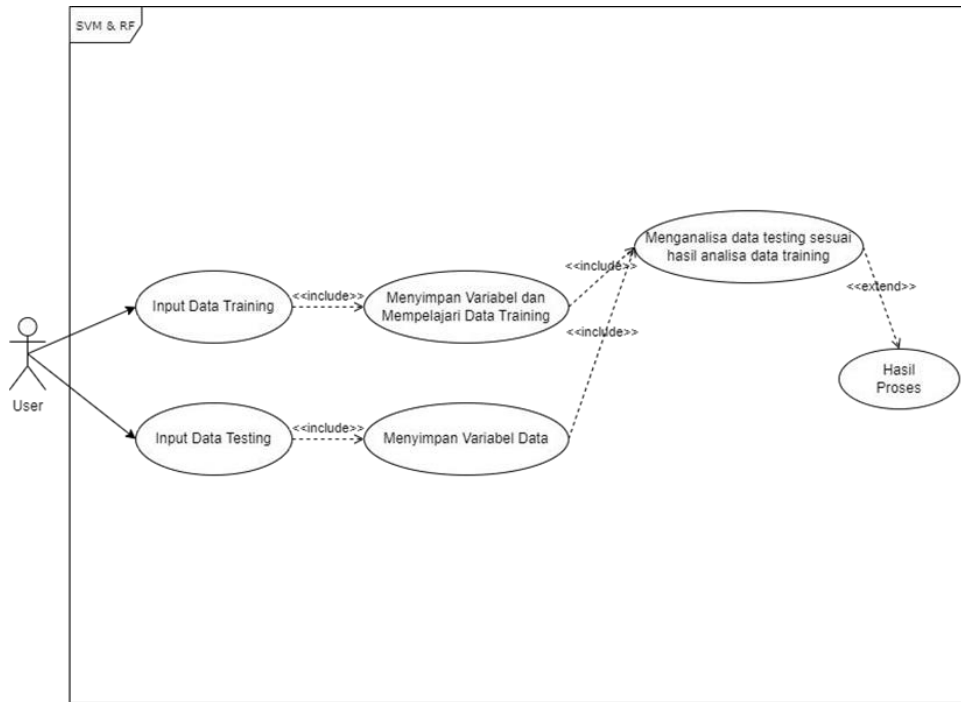 SVM & RF
User
Input Data Training
<<include>>
Menyimpan Variabel dan
Mempelajari Data Training
<<include>>
Menganalisa data testing sesuai
hasil analisa data training
<<extend>>
Hasil
Proses
Input Data Testing
<<include>>
Menyimpan Variabel Data
<<include>>